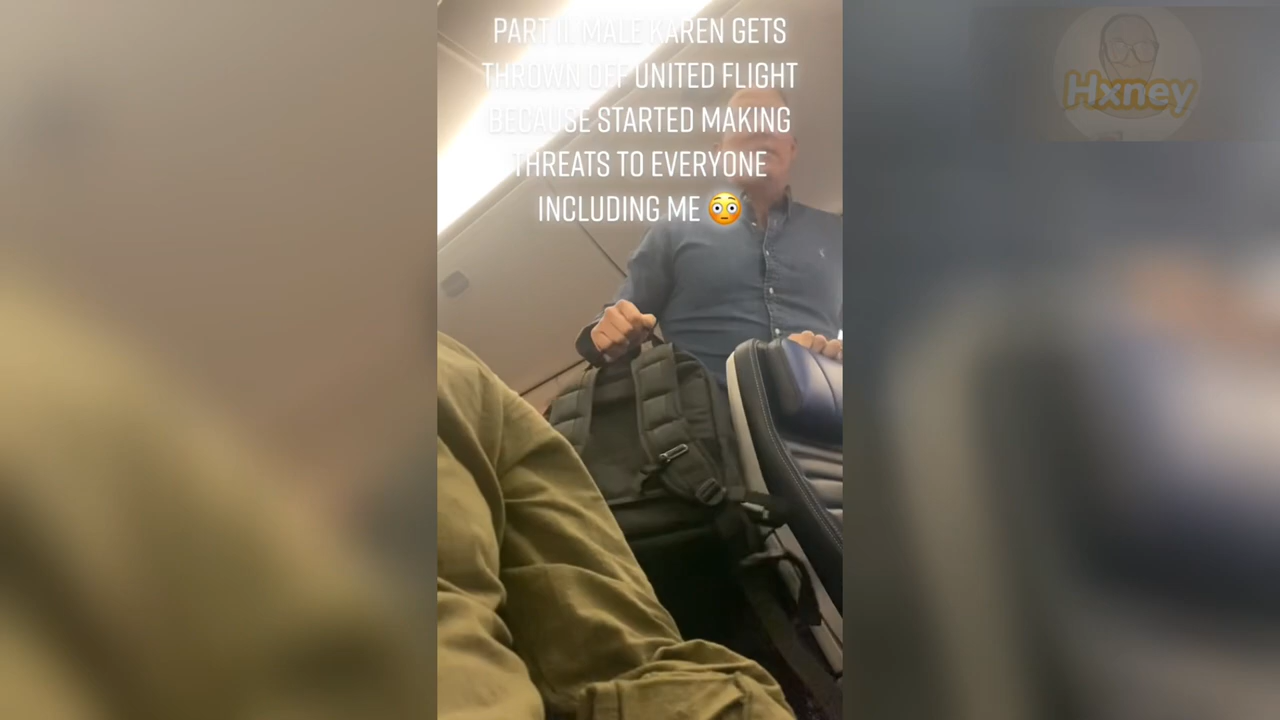 PART II. MALE KAREN GETS
THROWN OFF UNITED FLIGHT
BECAUSE STARTED MAKING
THREATS TO EVERYONE
INCLUDING ME 😳
Hxney